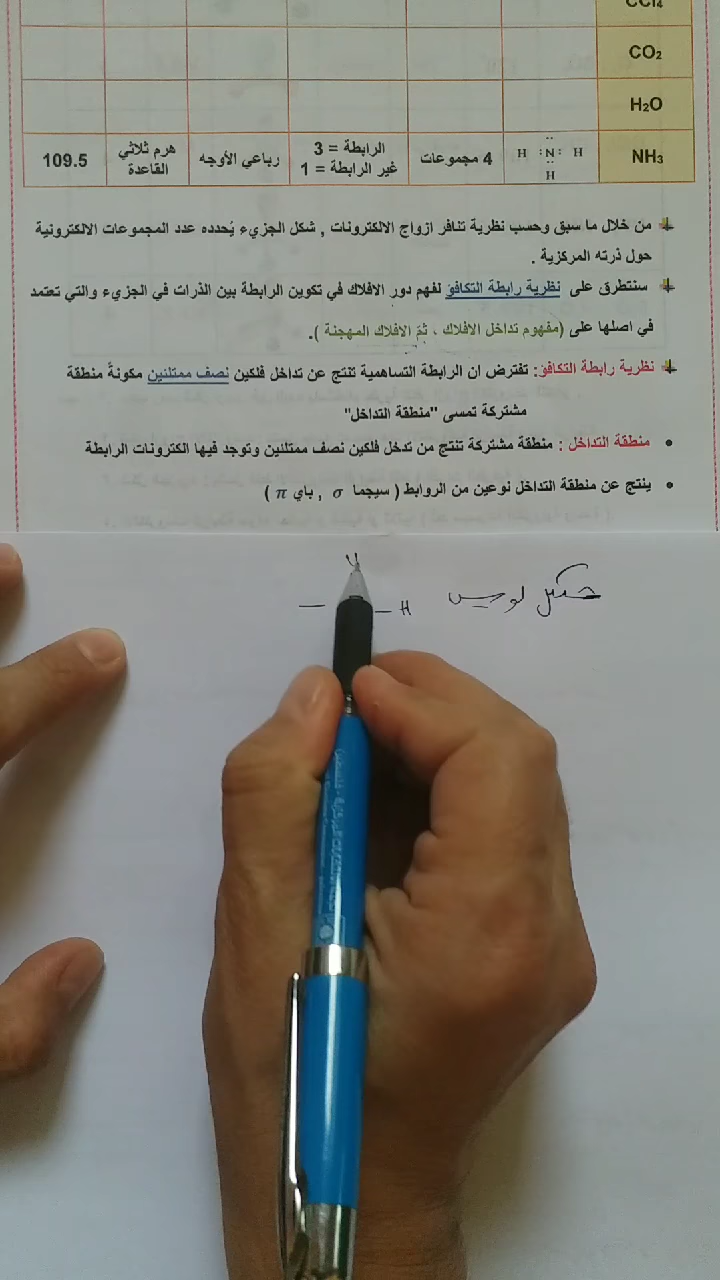 CCl₄
CO₂
H₂O
NH₃
H :N: H
H
4 مجموعات
الرابطة = 3
غير الرابطة = 1
رباعي الأوجه
هرم ثلاثي
القاعدة
109.5
من خلال ما سبق وحسب نظرية تنافر ازواج الالكترونات , شكل الجزيء يُحدده عدد المجموعات الالكترونية
حول ذرته المركزية .
سنتطرق على نظرية رابطة التكافؤ لفهم دور الافلاك في تكوين الرابطة بين الذرات في الجزيء والتي تعتمد
في اصلها على (مفهوم تداخل الافلاك ، ثمّ الافلاك المهجنة ).
نظرية رابطة التكافؤ: تفترض ان الرابطة التساهمية تنتج عن تداخل فلكين نصف ممتلئين مكونةً منطقة
مشتركة تمسى "منطقة التداخل"
منطقة التداخل : منطقة مشتركة تنتج من تدخل فلكين نصف ممتلئين وتوجد فيها الكترونات الرابطة
ينتج عن منطقة التداخل نوعين من الروابط ( سيجما σ , باي π )
شكل لويس
– – H